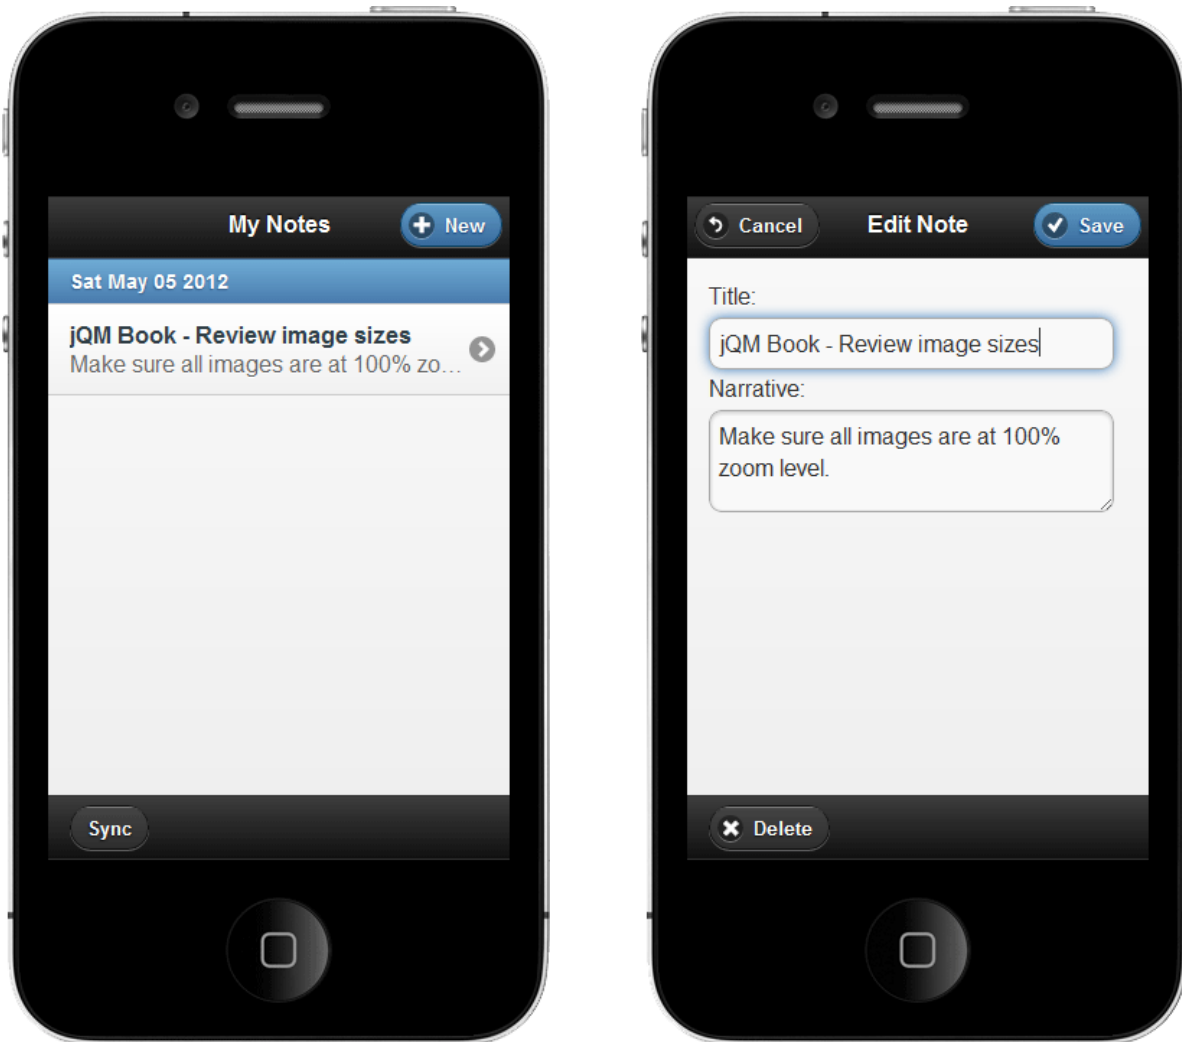 My Notes
New
Sat May 05 2012
jQM Book - Review image sizes
Make sure all images are at 100% zo...
Sync
Cancel
Edit Note
Save
Title:
jQM Book - Review image sizes
Narrative:
Make sure all images are at 100%
zoom level.
Delete